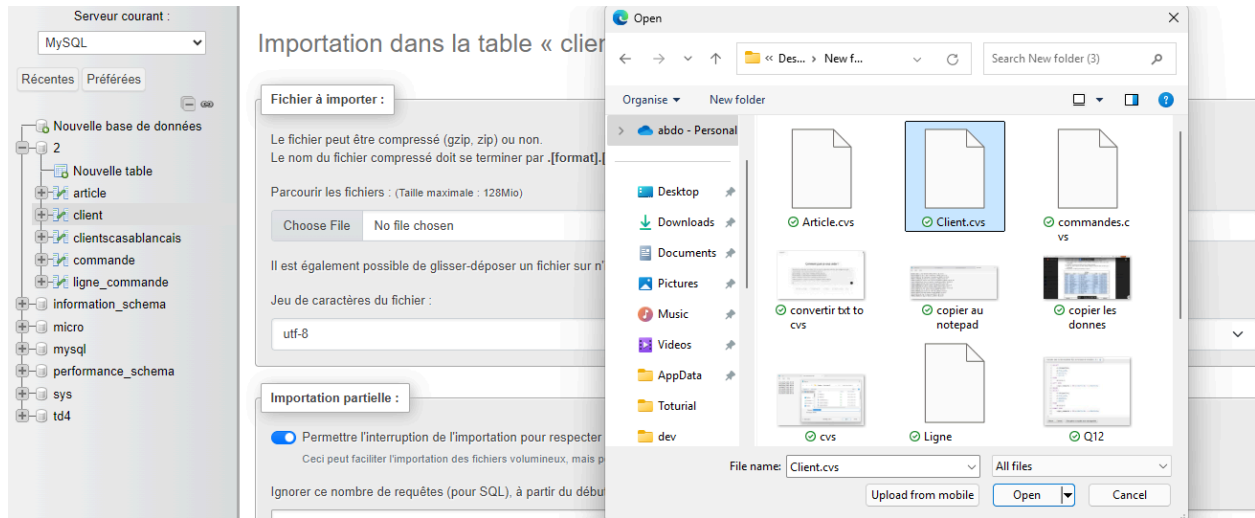 Serveur courant :
MySQL
Récentes Préférées
Nouvelle base de données
2
Nouvelle table
article
client
clientscasablancais
commande
ligne_commande
information_schema
micro
mysql
performance_schema
sys
td4
Importation dans la table « clier
Fichier à importer :
Le fichier peut être compressé (gzip, zip) ou non.
Le nom du fichier compressé doit se terminer par .[format].[
Parcourir les fichiers : (Taille maximale : 128Mio)
Choose File No file chosen
Il est également possible de glisser-déposer un fichier sur n'
Jeu de caractères du fichier :
utf-8
Importation partielle :
Permettre l'interruption de l'importation pour respecter
Ceci peut faciliter l'importation des fichiers volumineux, mais p
Ignorer ce nombre de requêtes (pour SQL), à partir du débu
Open
« Des... › New f...
Search New folder (3)
Organise New folder
abdo - Personal
Desktop
Downloads
Documents
Pictures
Music
Videos
AppData
Toturial
dev
Article.cvs
Client.cvs
commandes.c
vs
convertir txt to
cvs
copier au
notepad
copier les
donnes
cvs
Ligne
Q12
File name: Client.cvs
All files
Upload from mobile Open Cancel